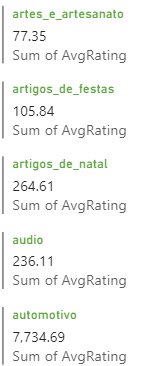 artes_e_artesanato
77.35
Sum of AvgRating
artigos_de_festas
105.84
Sum of AvgRating
artigos_de_natal
264.61
Sum of AvgRating
audio
236.11
Sum of AvgRating
automotivo
7,734.69
Sum of AvgRating